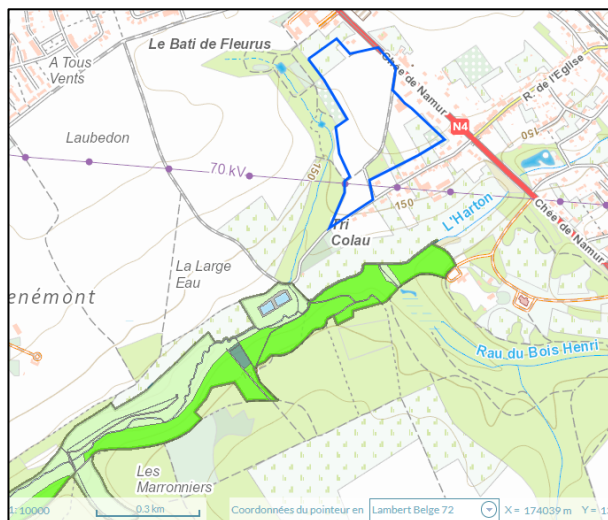 Le Bati de Fleurus
A Tous
Vents
Chée de Namur
R. de l'Eglise
N4
Laubedon
150
150
70 kV
150
L'Harton
Chée de Namur
Tri
Colau
La Large
Eau
enémont
Rau du Bois Henri
Les
Marronniers
1:10000
0.3 km
Coordonnées du pointeur en
Lambert Belge 72
X = 174039 m
Y = 1